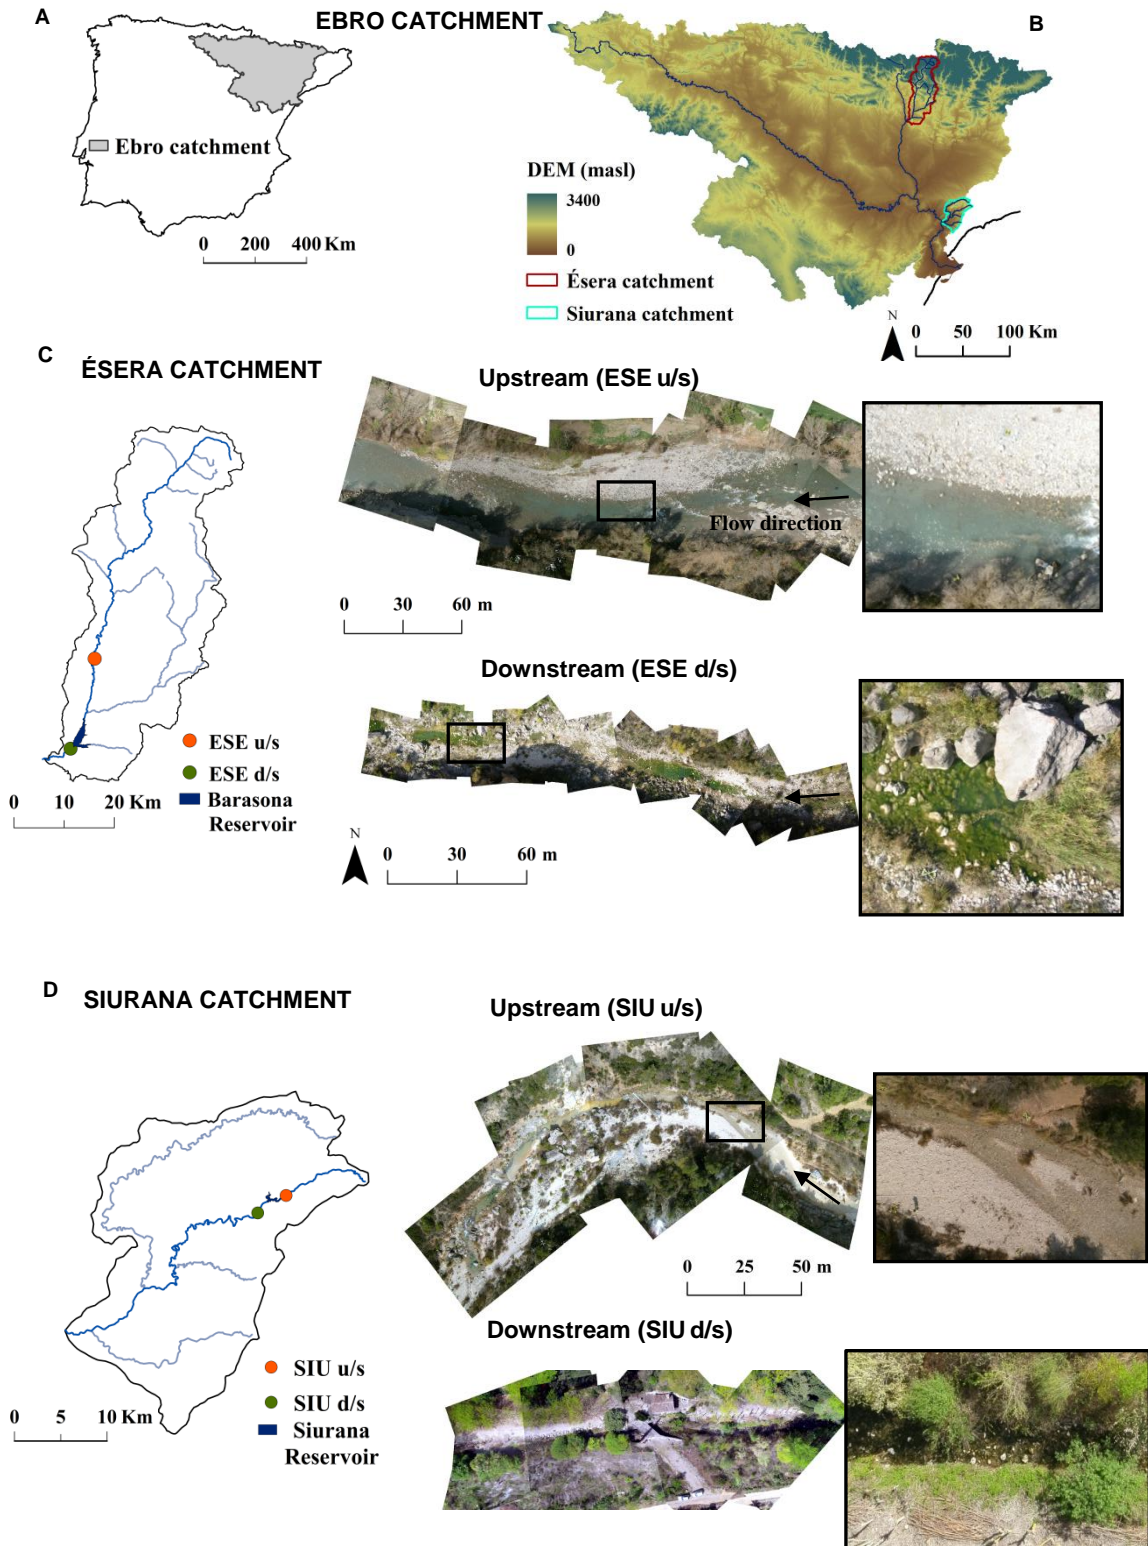 A
EBRO CATCHMENT
B
Ebro catchment
0 200 400 Km
DEM (masl)
3400
0
Ésera catchment
Siurana catchment
N
0 50 100 Km
C
ÉSERA CATCHMENT
Upstream (ESE u/s)
Flow direction
0 30 60 m
Downstream (ESE d/s)
ESE u/s
ESE d/s
Barasona
Reservoir
0 10 20 Km
N
0 30 60 m
D
SIURANA CATCHMENT
Upstream (SIU u/s)
0 25 50 m
Downstream (SIU d/s)
SIU u/s
SIU d/s
Siurana
Reservoir
0 5 10 Km